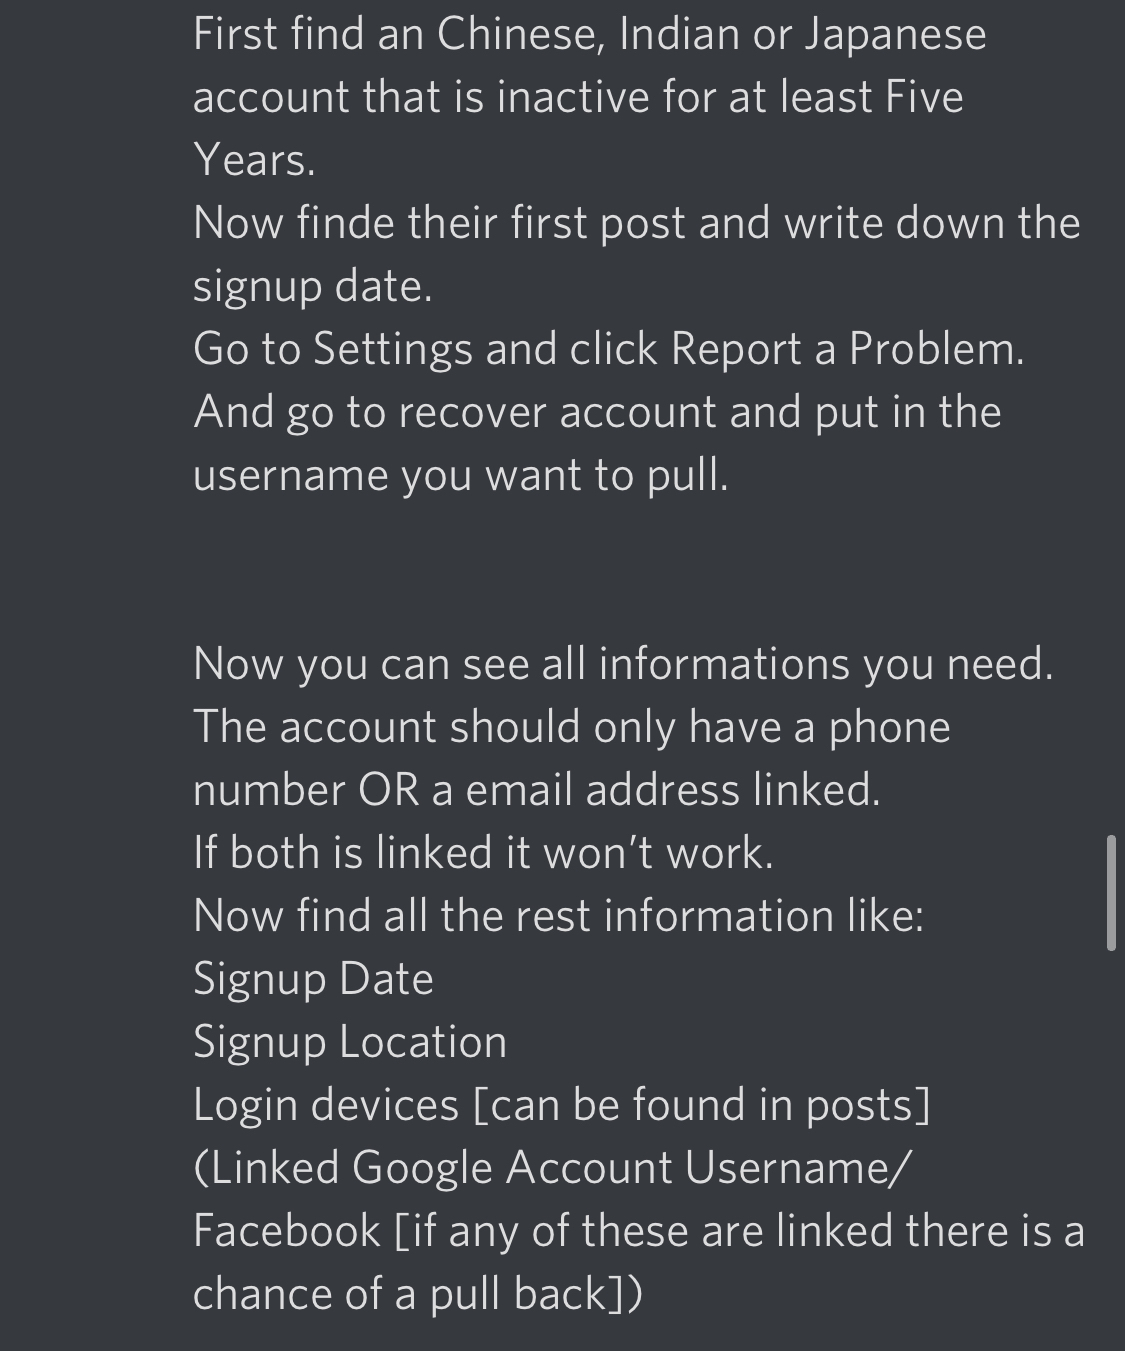 First find an Chinese, Indian or Japanese
account that is inactive for at least Five
Years.
Now finde their first post and write down the
signup date.
Go to Settings and click Report a Problem.
And go to recover account and put in the
username you want to pull.
Now you can see all informations you need.
The account should only have a phone
number OR a email address linked.
If both is linked it won’t work.
Now find all the rest information like:
Signup Date
Signup Location
Login devices [can be found in posts]
(Linked Google Account Username/
Facebook [if any of these are linked there is a
chance of a pull back])